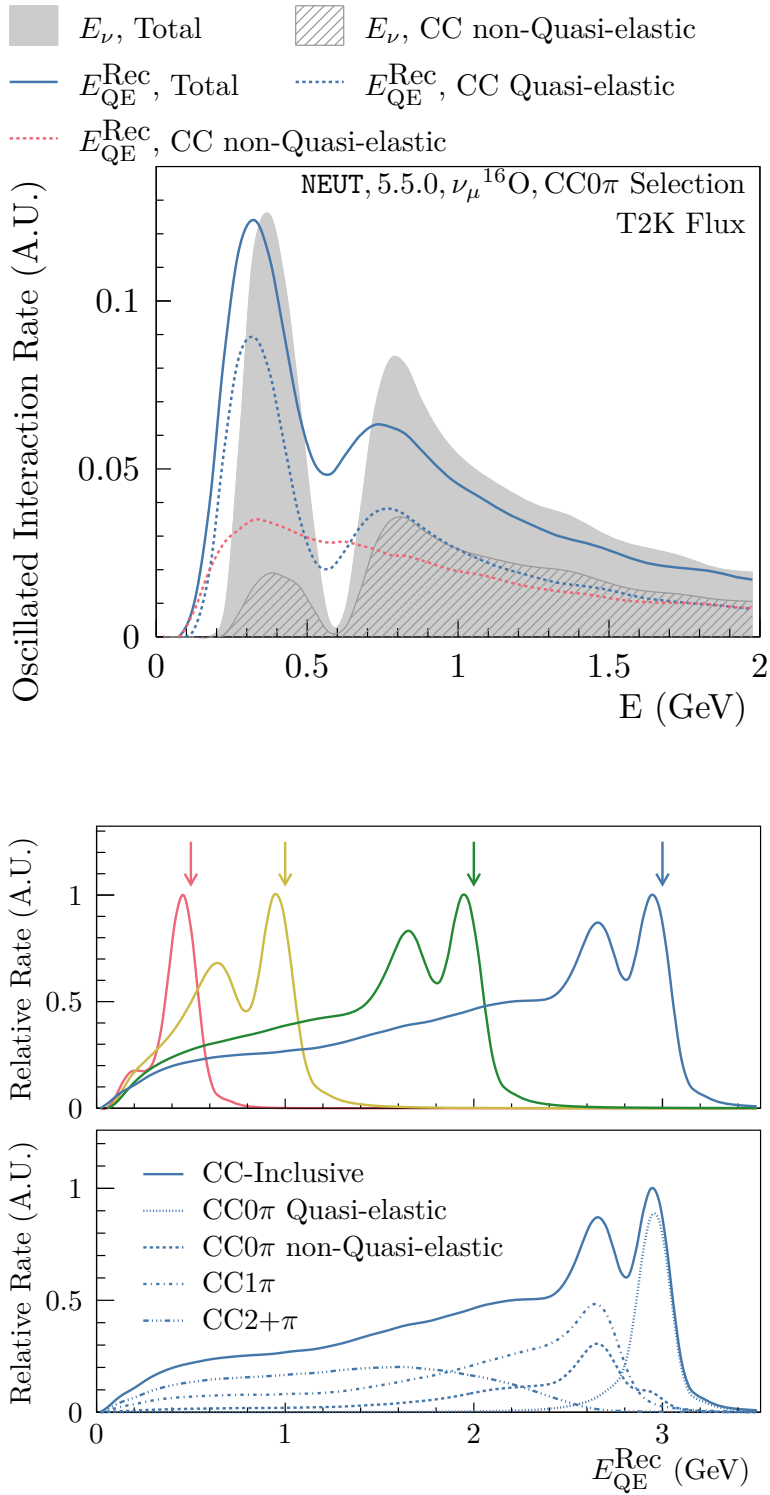 E_ν, Total
E_ν, CC non-Quasi-elastic
E_QE^Rec, Total
E_QE^Rec, CC Quasi-elastic
E_QE^Rec, CC non-Quasi-elastic
NEUT, 5.5.0, ν_μ ^16O, CC0π Selection
T2K Flux
Oscillated Interaction Rate (A.U.)
0.1
0.05
0
0 0.5 1 1.5 2
E (GeV)
Relative Rate (A.U.)
1
0.5
0
Relative Rate (A.U.)
1
0.5
0
CC-Inclusive
CC0π Quasi-elastic
CC0π non-Quasi-elastic
CC1π
CC2+π
0 1 2 3
E_QE^Rec (GeV)